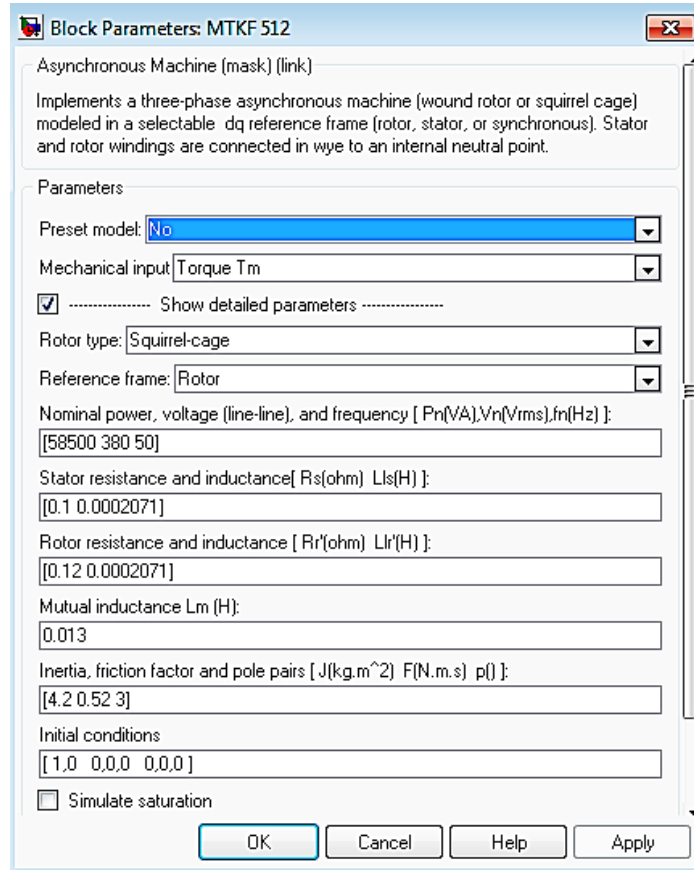 Block Parameters: MTKF 512
Asynchronous Machine (mask) (link)
Implements a three-phase asynchronous machine (wound rotor or squirrel cage)
modeled in a selectable dq reference frame (rotor, stator, or synchronous). Stator
and rotor windings are connected in wye to an internal neutral point.
Parameters
Preset model: No
Mechanical input Torque Tm
---------------- Show detailed parameters ----------------
Rotor type: Squirrel-cage
Reference frame: Rotor
Nominal power, voltage (line-line), and frequency [ Pn(VA),Vn(Vrms),fn(Hz) ]:
[58500 380 50]
Stator resistance and inductance[ Rs(ohm) Lls(H) ]:
[0.1 0.0002071]
Rotor resistance and inductance [ Rr'(ohm) Llr'(H) ]:
[0.12 0.0002071]
Mutual inductance Lm (H):
0.013
Inertia, friction factor and pole pairs [ J(kg.m^2) F(N.m.s) p() ]:
[4.2 0.52 3]
Initial conditions
[ 1,0 0,0,0 0,0,0 ]
Simulate saturation
OK Cancel Help Apply